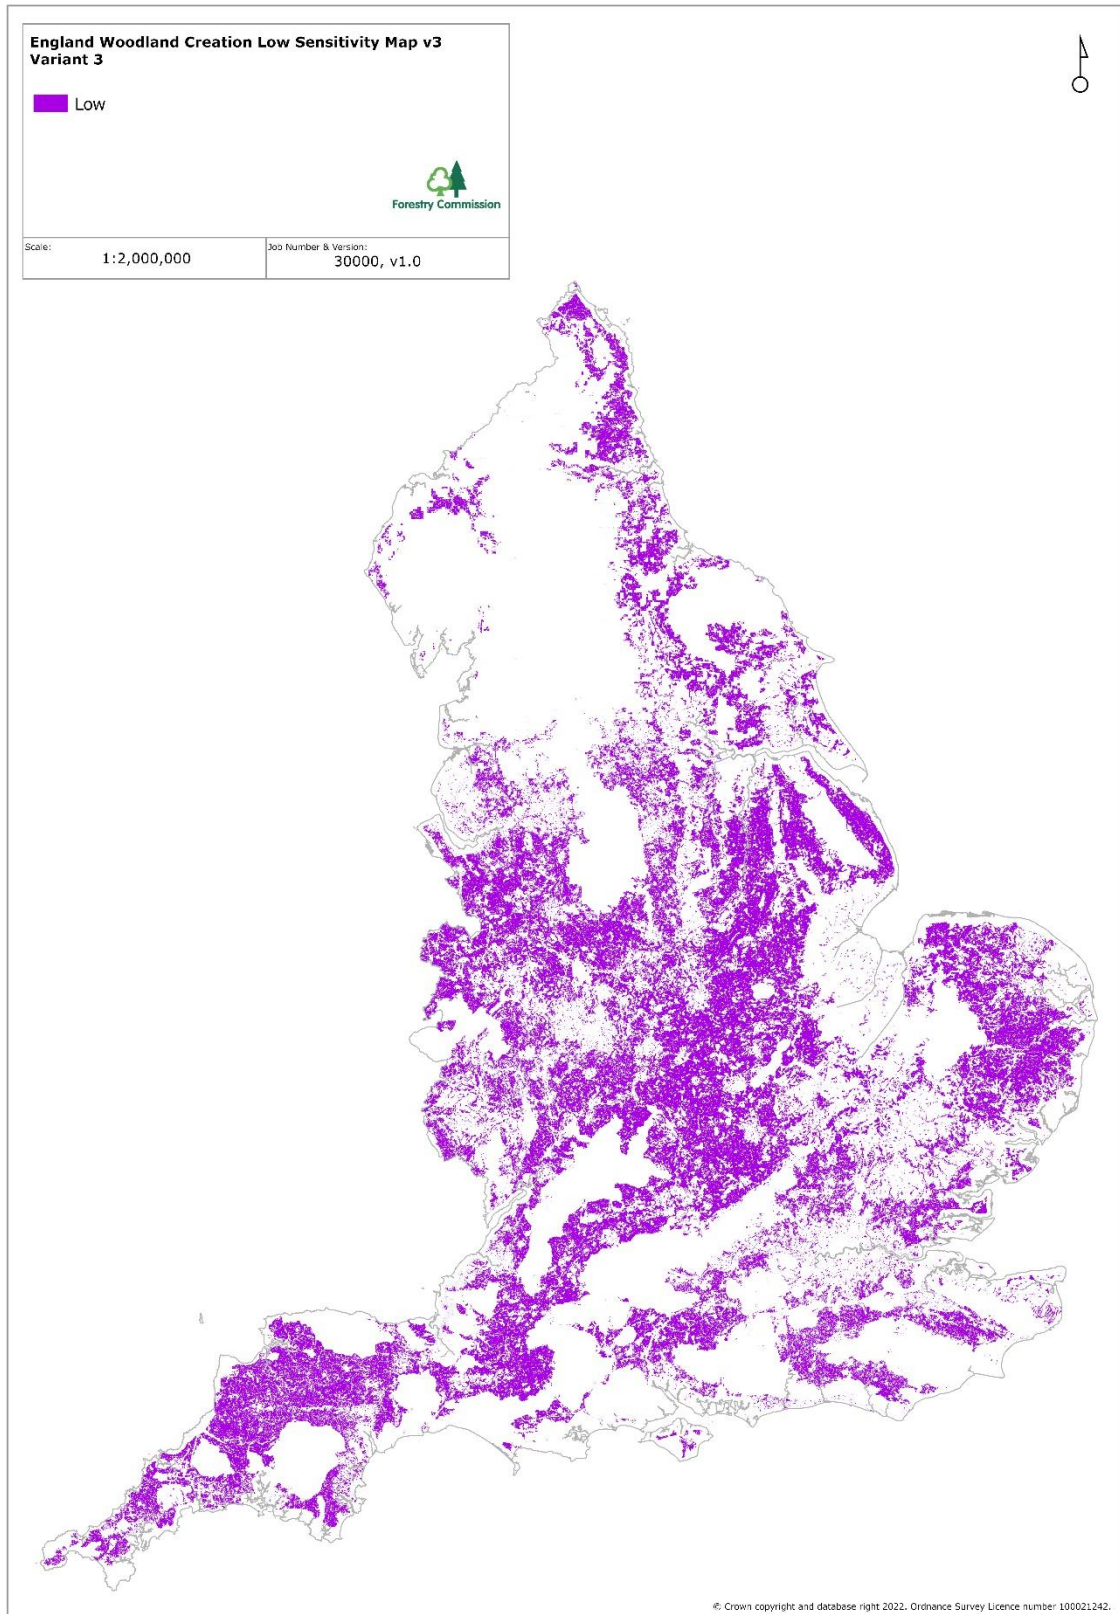 England Woodland Creation Low Sensitivity Map v3
Variant 3
Low
Forestry Commission
Scale:
1:2,000,000
Job Number & Version:
30000, v1.0
© Crown copyright and database right 2022. Ordnance Survey Licence number 100021242.